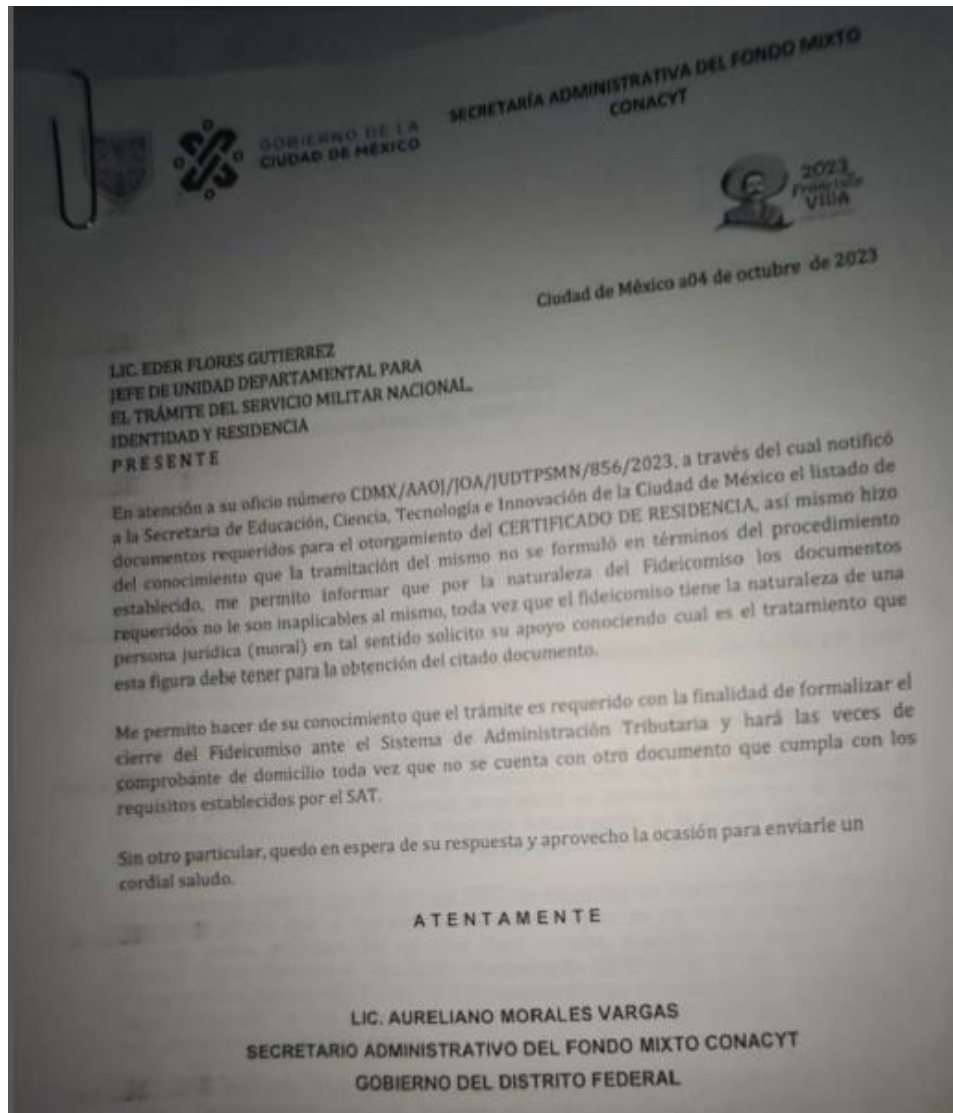 SECRETARÍA ADMINISTRATIVA DEL FONDO MIXTO
CONACYT
GOBIERNO DE LA
CIUDAD DE MÉXICO
2023
Francisco
VILLA
Ciudad de México a04 de octubre de 2023
LIC. EDER FLORES GUTIERREZ
JEFE DE UNIDAD DEPARTAMENTAL PARA
EL TRÁMITE DEL SERVICIO MILITAR NACIONAL,
IDENTIDAD Y RESIDENCIA
PRESENTE
En atención a su oficio número CDMX/AAOJ/JOA/JUDTPSMN/856/2023, a través del cual notificó
a la Secretaria de Educación, Ciencia, Tecnología e Innovación de la Ciudad de México el listado de
documentos requeridos para el otorgamiento del CERTIFICADO DE RESIDENCIA, así mismo hizo
del conocimiento que la tramitación del mismo no se formuló en términos del procedimiento
establecido, me permito informar que por la naturaleza del Fideicomiso los documentos
requeridos no le son inaplicables al mismo, toda vez que el fideicomiso tiene la naturaleza de una
persona jurídica (moral) en tal sentido solicito su apoyo conociendo cual es el tratamiento que
esta figura debe tener para la obtención del citado documento.
Me permito hacer de su conocimiento que el trámite es requerido con la finalidad de formalizar el
cierre del Fideicomiso ante el Sistema de Administración Tributaria y hará las veces de
comprobante de domicilio toda vez que no se cuenta con otro documento que cumpla con los
requisitos establecidos por el SAT.
Sin otro particular, quedo en espera de su respuesta y aprovecho la ocasión para enviarle un
cordial saludo.
ATENTAMENTE
LIC. AURELIANO MORALES VARGAS
SECRETARIO ADMINISTRATIVO DEL FONDO MIXTO CONACYT
GOBIERNO DEL DISTRITO FEDERAL